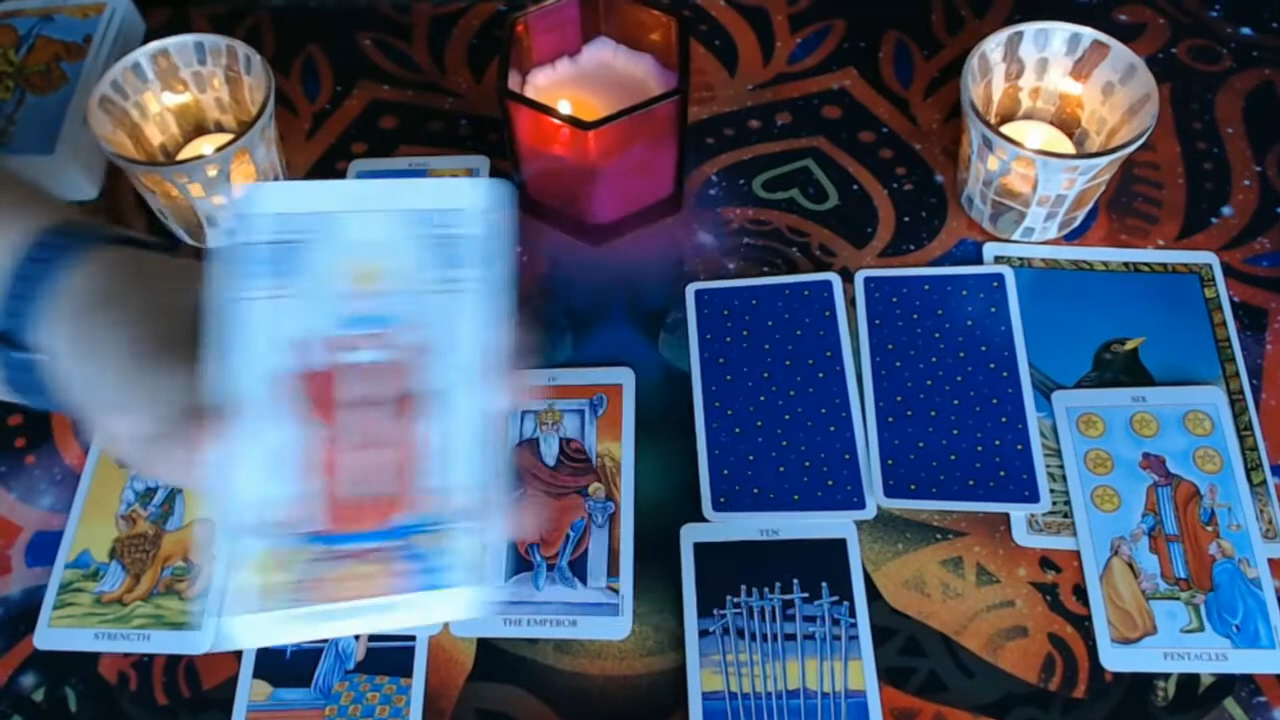 KING
IV
SIX
TEN
STRENGTH
THE EMPEROR
PENTACLES